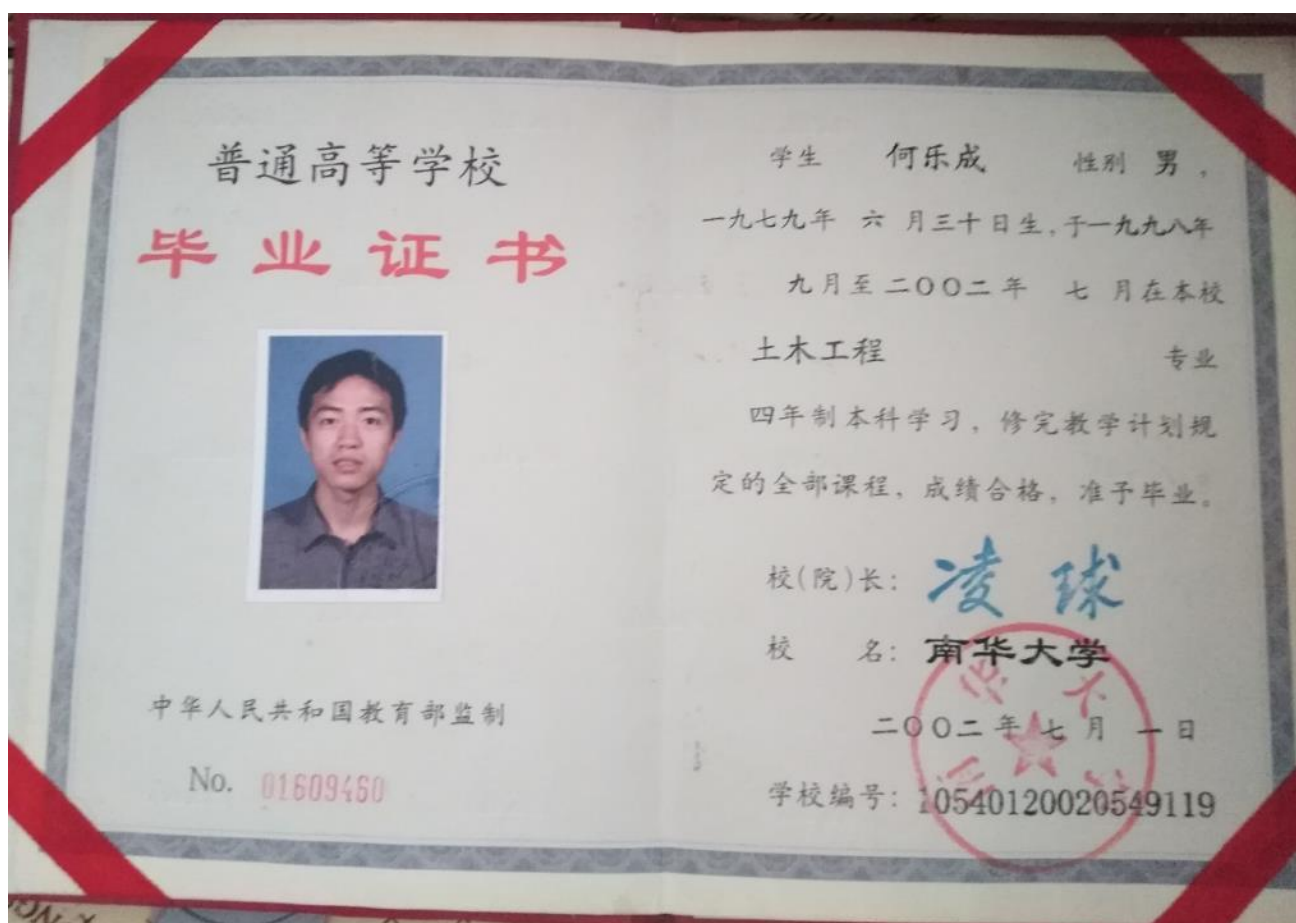 普通高等学校
毕业证书
中华人民共和国教育部监制
No. 01609460
学生 何乐成 性别 男，
一九七九年 六 月三十日生，于一九九八年
九月至二〇〇二年 七 月在本校
土木工程 专业
四年制本科学习，修完教学计划规
定的全部课程，成绩合格，准予毕业。
校(院)长： 凌球
校 名： 南华大学
二〇〇二年七月一日
学校编号：105401200205491​19